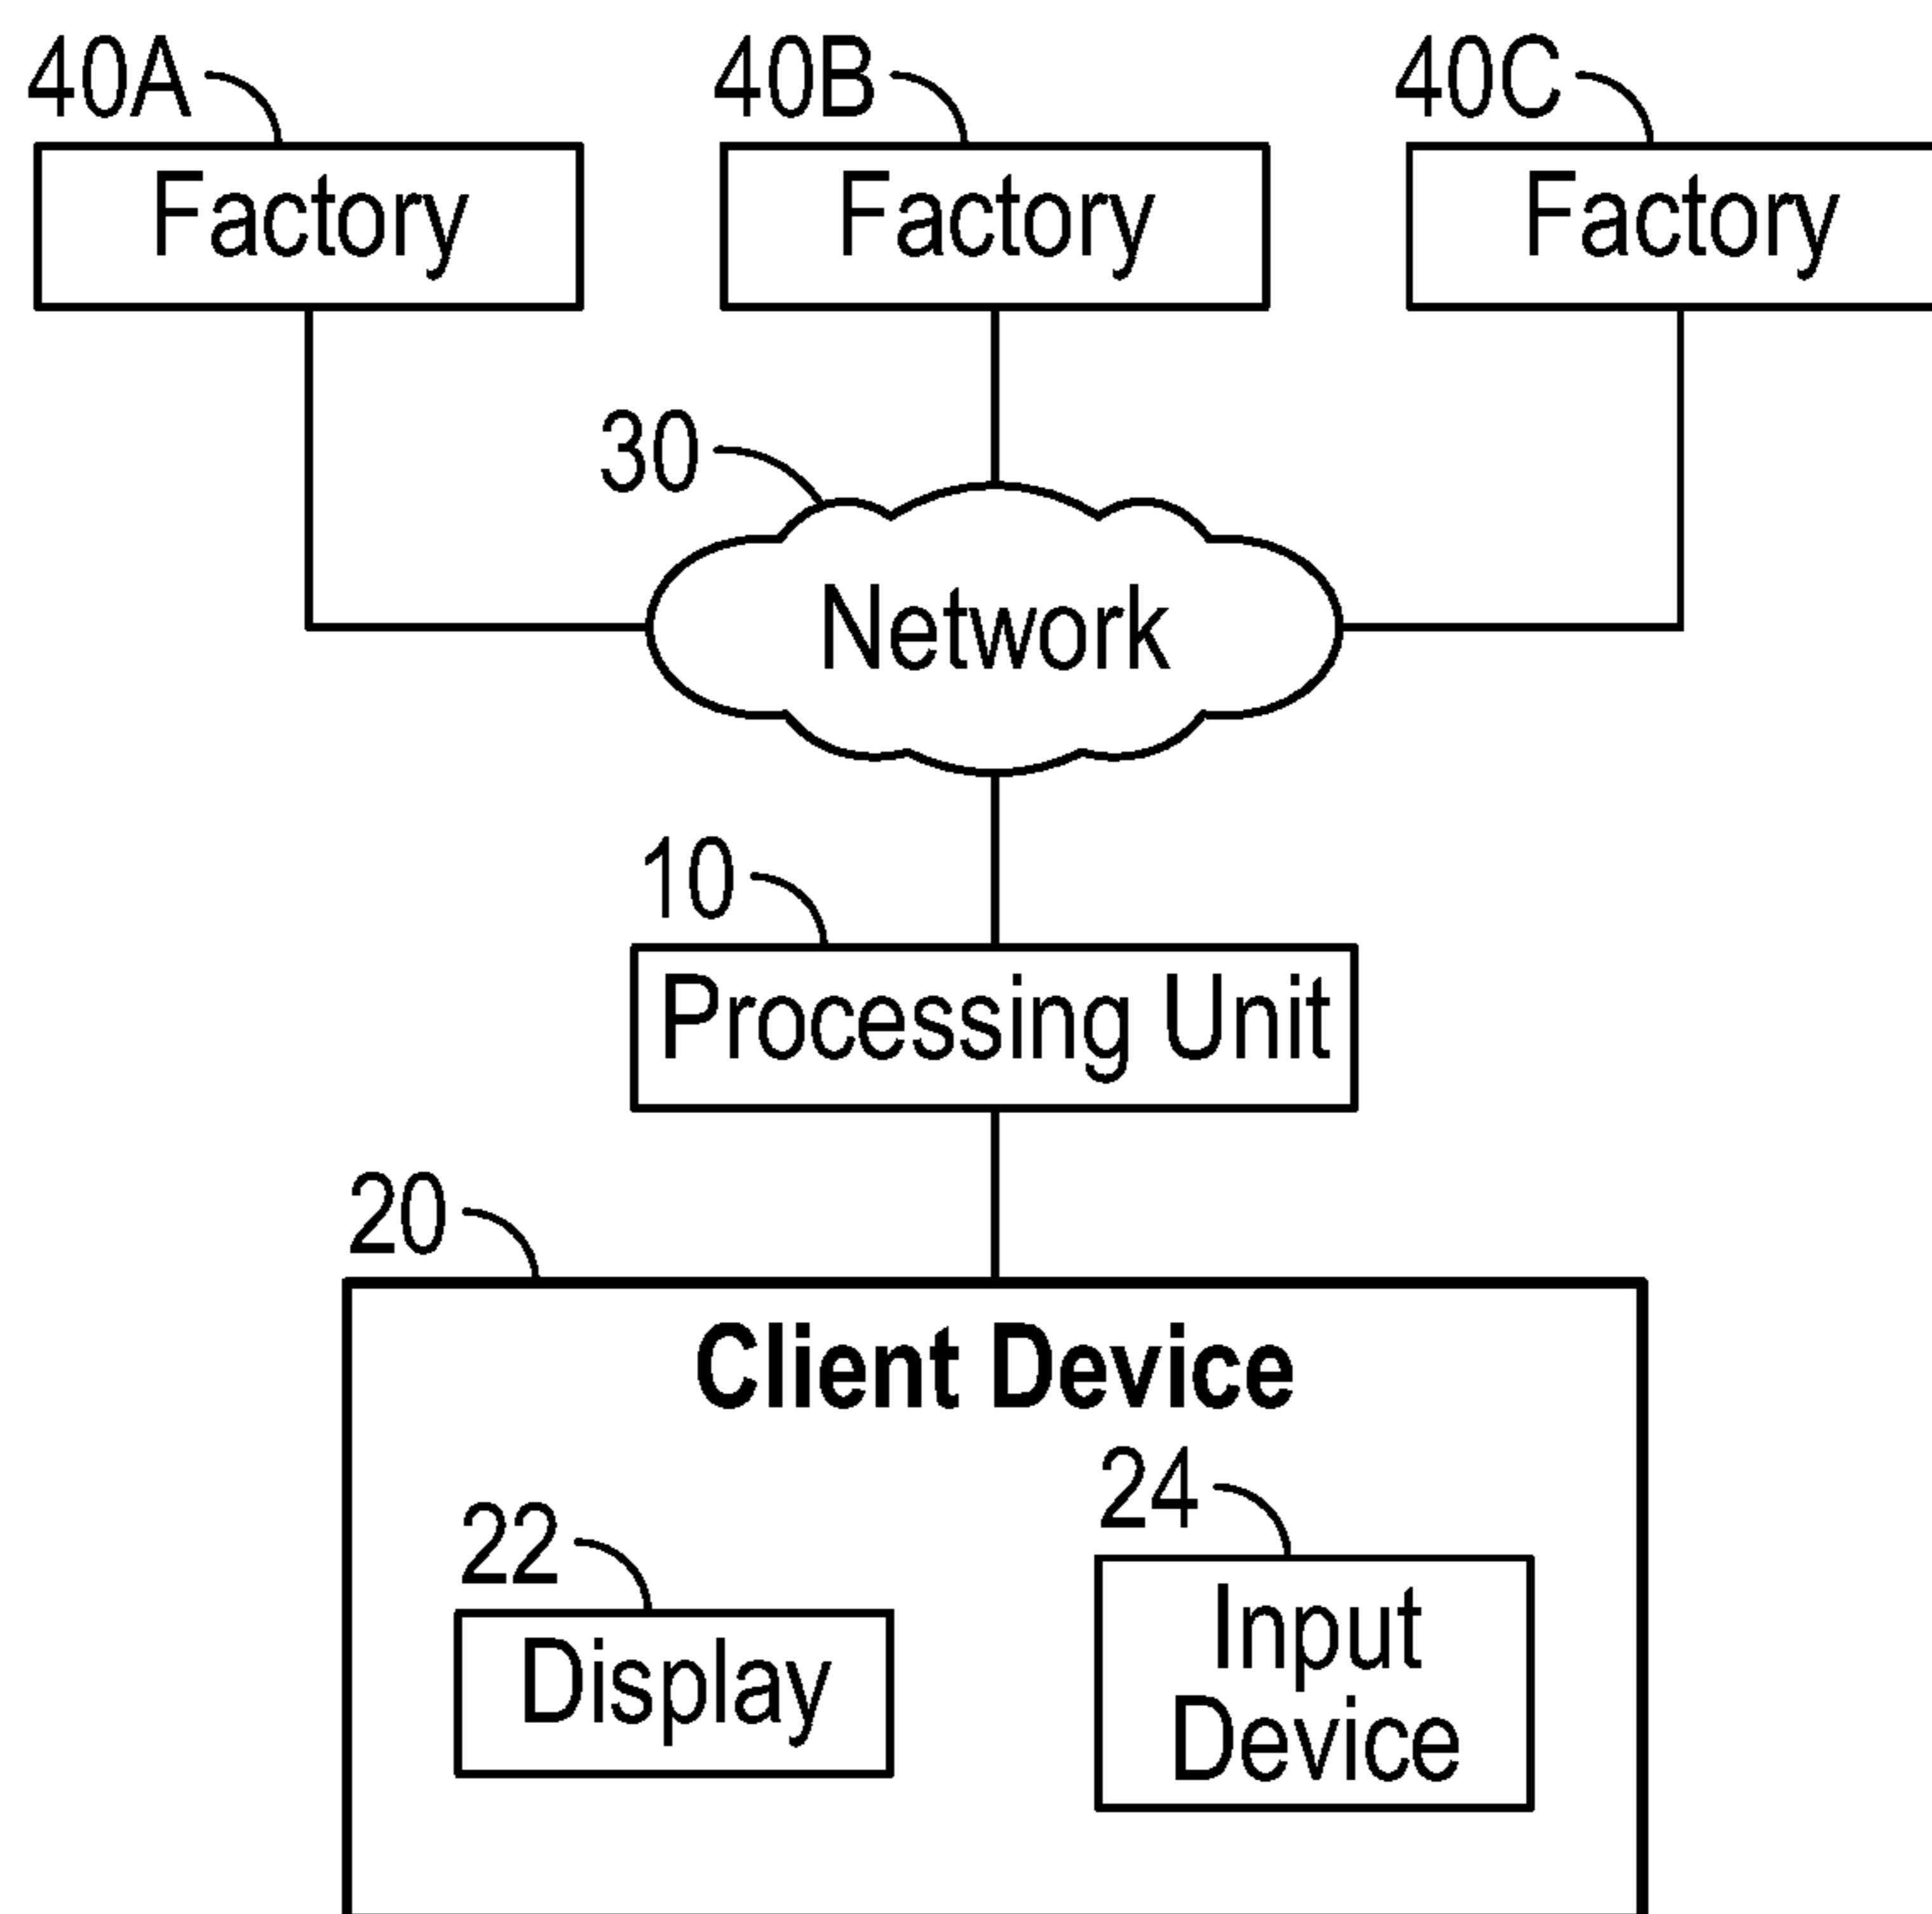 40A 40B 40C
Factory Factory Factory
30
Network
10
Processing Unit
20
Client Device
24
22
Input
Display
Device